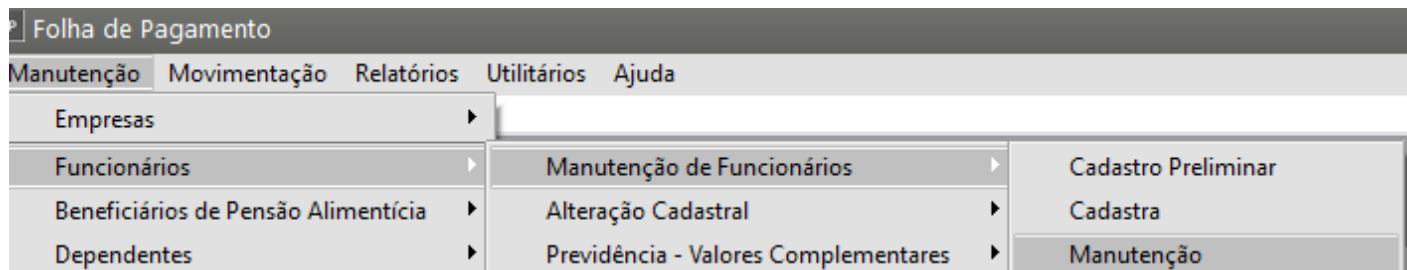 Folha de Pagamento
Manutenção Movimentação Relatórios Utilitários Ajuda
Empresas
Funcionários Manutenção de Funcionários Cadastro Preliminar
Beneficiários de Pensão Alimentícia Alteração Cadastral Cadastra
Dependentes Previdência - Valores Complementares Manutenção